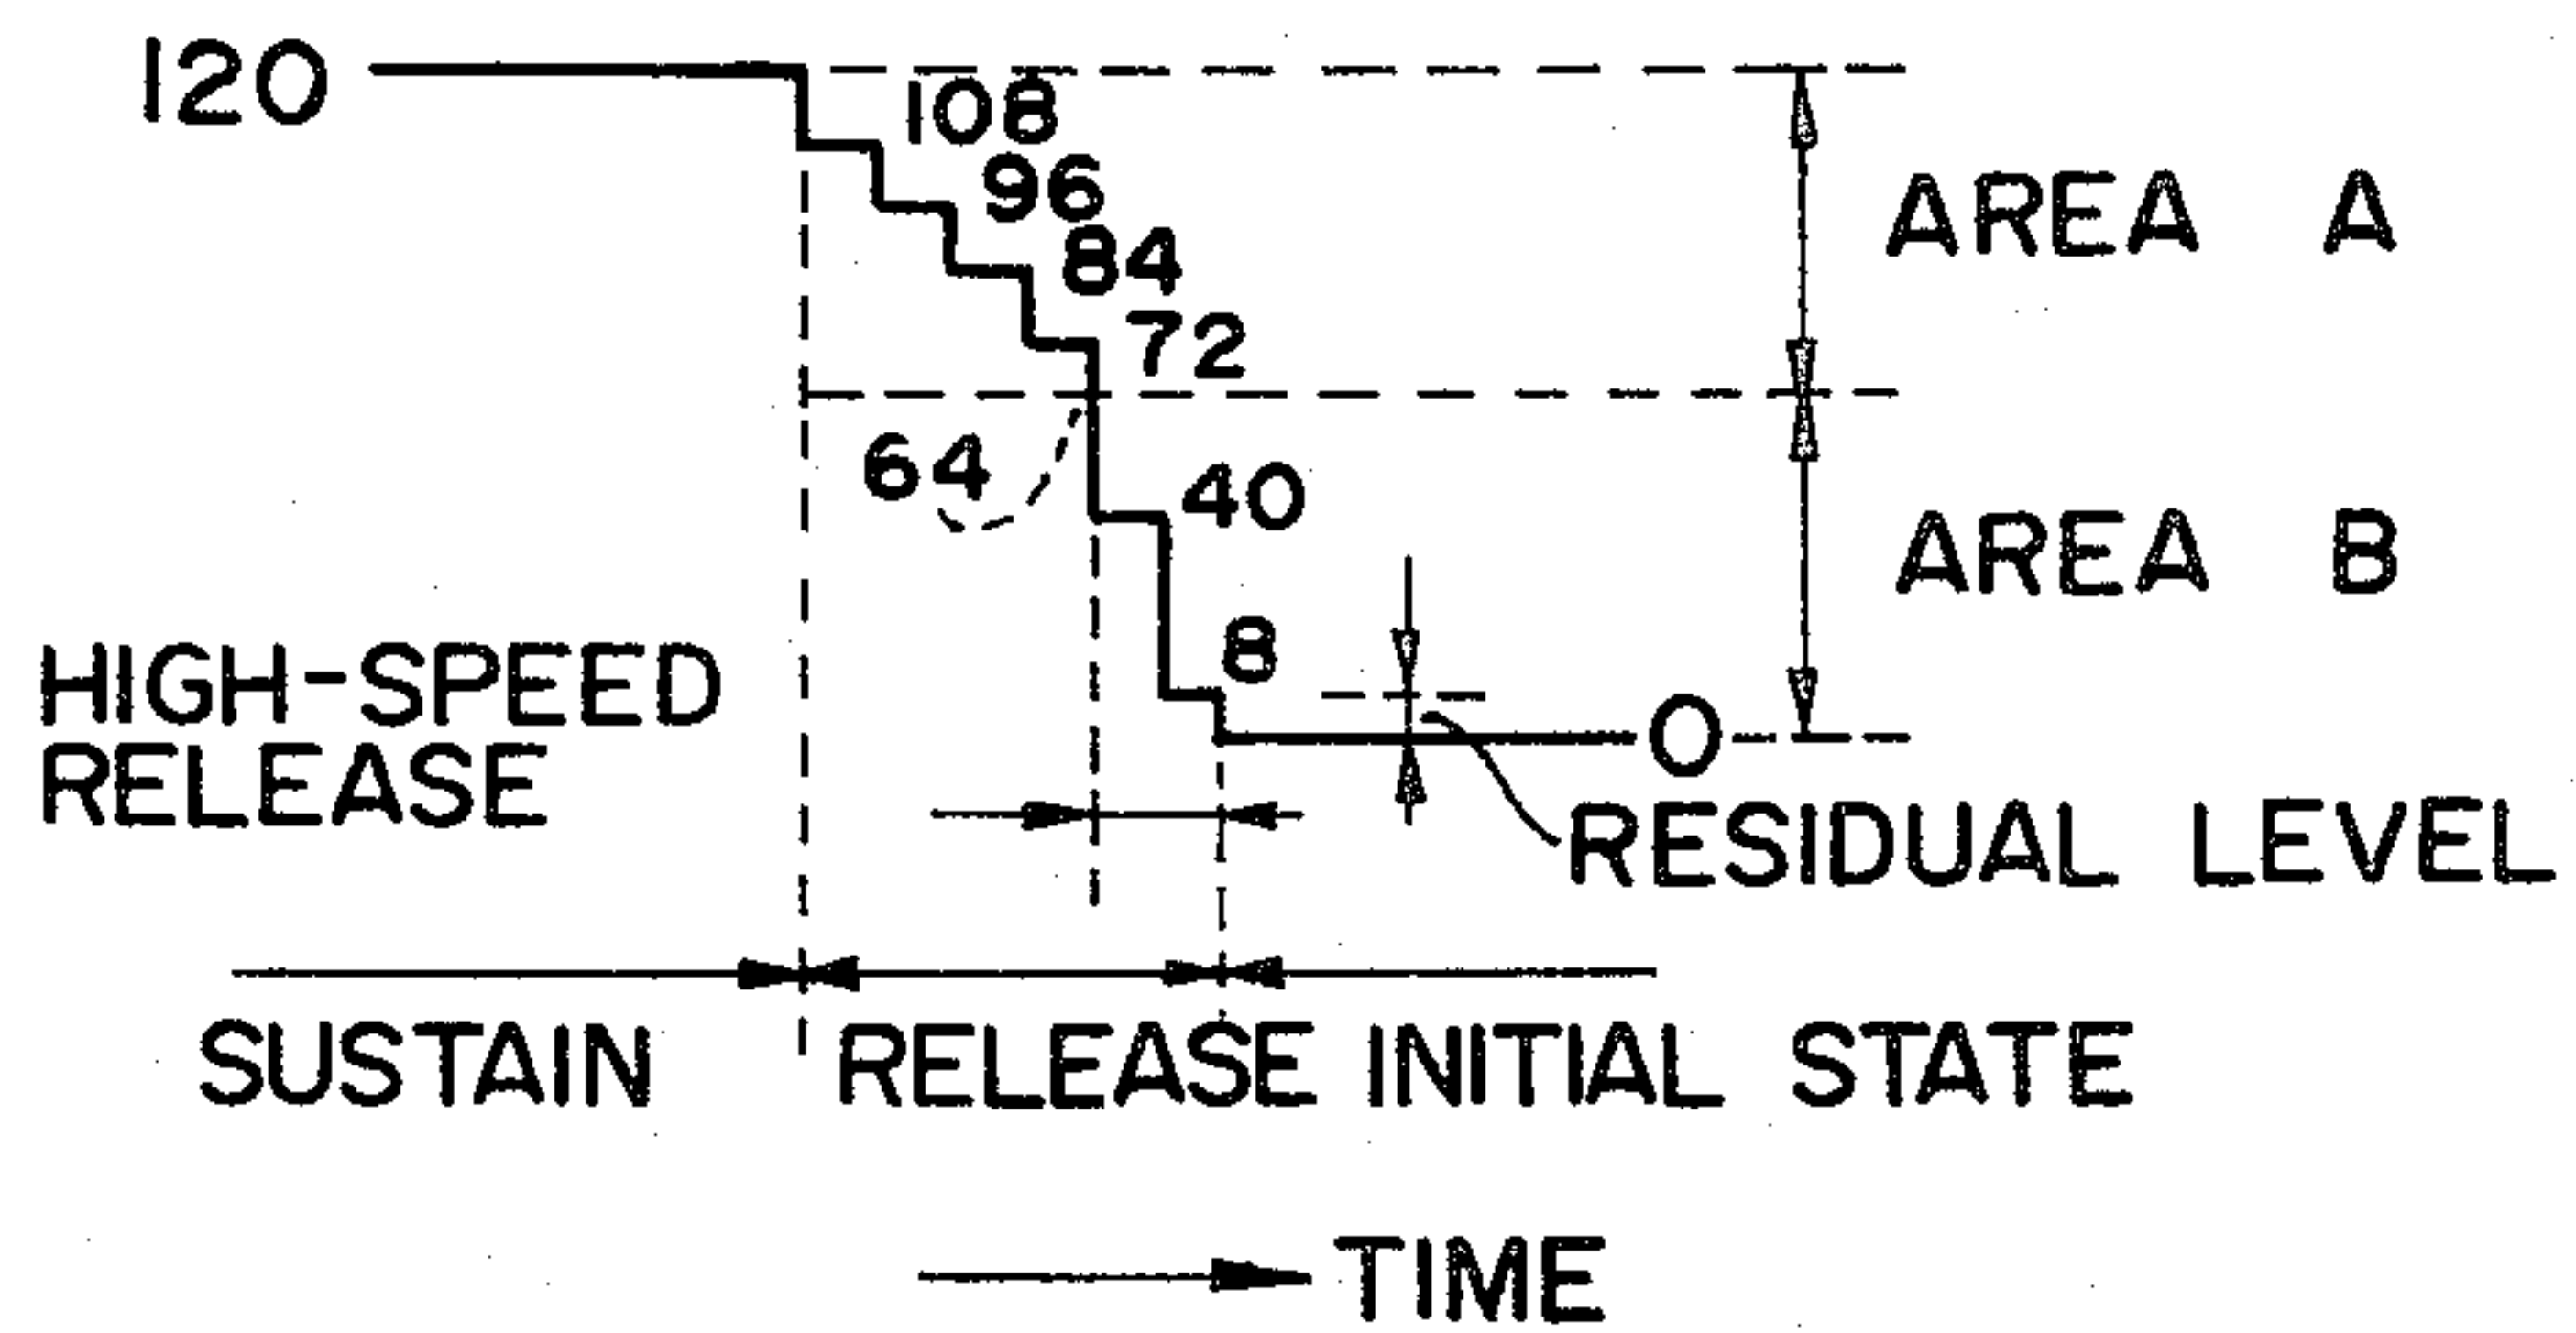 120
108
96
84
72
AREA A
64
40
AREA B
8
HIGH-SPEED
RELEASE
0
RESIDUAL LEVEL
SUSTAIN RELEASE INITIAL STATE
TIME